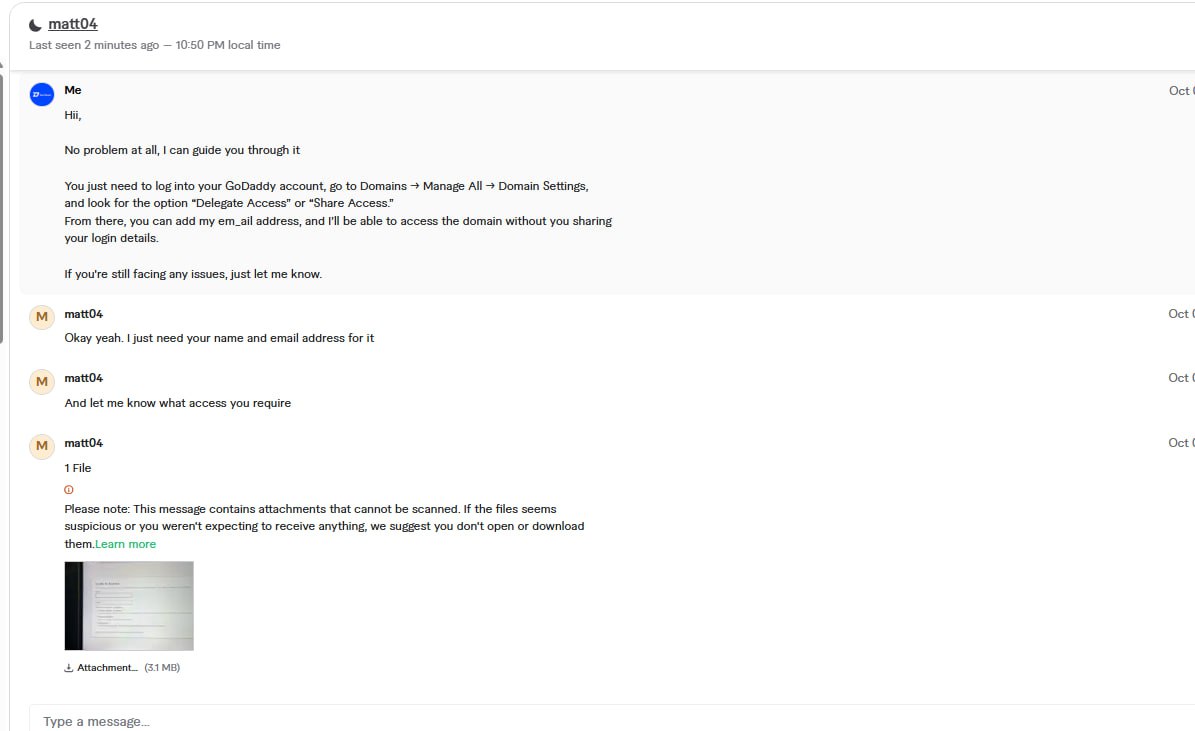 matt04
Last seen 2 minutes ago — 10:50 PM local time
Me
Oct
Hii,
No problem at all, I can guide you through it
You just need to log into your GoDaddy account, go to Domains → Manage All → Domain Settings,
and look for the option “Delegate Access” or “Share Access.”
From there, you can add my em_ail address, and I'll be able to access the domain without you sharing
your login details.
If you're still facing any issues, just let me know.
M
matt04
Oct
Okay yeah. I just need your name and email address for it
M
matt04
Oct
And let me know what access you require
M
matt04
Oct
1 File
Please note: This message contains attachments that cannot be scanned. If the files seems
suspicious or you weren't expecting to receive anything, we suggest you don't open or download
them.Learn more
Attachment... (3.1 MB)
Type a message...